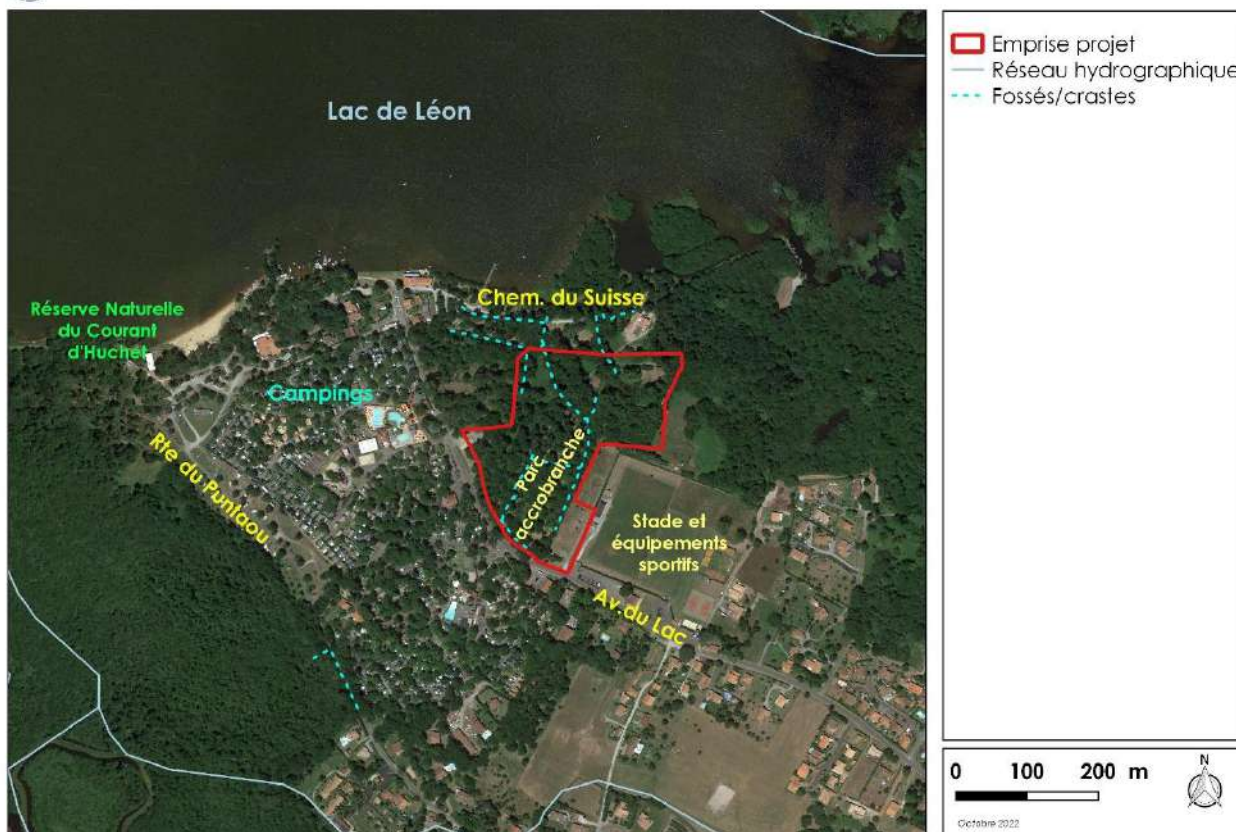 Lac de Léon
Chem. du Suisse
Réserve Naturelle
du Courant
d'Huchet
Campings
Rte du Puntaou
Parc
accrobranche
Stade et
équipements
sportifs
Av. du Lac
Emprise projet
Réseau hydrographique
Fossés/crastes
0 100 200 m
N
Octobre 2022